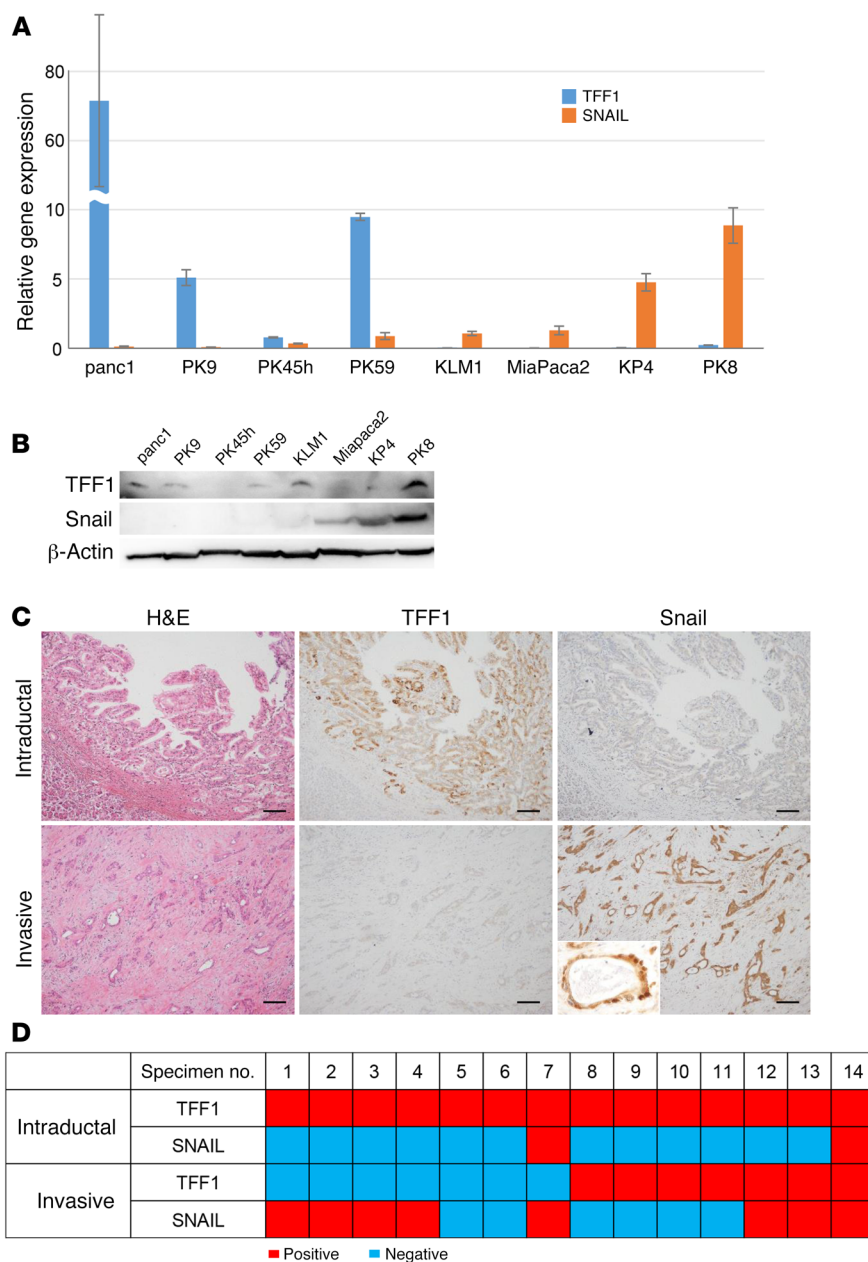 A
Relative gene expression
80
60
10
5
0
TFF1
SNAIL
panc1 PK9 PK45h PK59 KLM1 MiaPaca2 KP4 PK8
B
panc1 PK9 PK45h PK59 KLM1 Miapaca2 KP4 PK8
TFF1
Snail
β-Actin
C
H&E TFF1 Snail
Intraductal
Invasive
D
Specimen no. 1 2 3 4 5 6 7 8 9 10 11 12 13 14
Intraductal
TFF1
SNAIL
Invasive
TFF1
SNAIL
Positive Negative